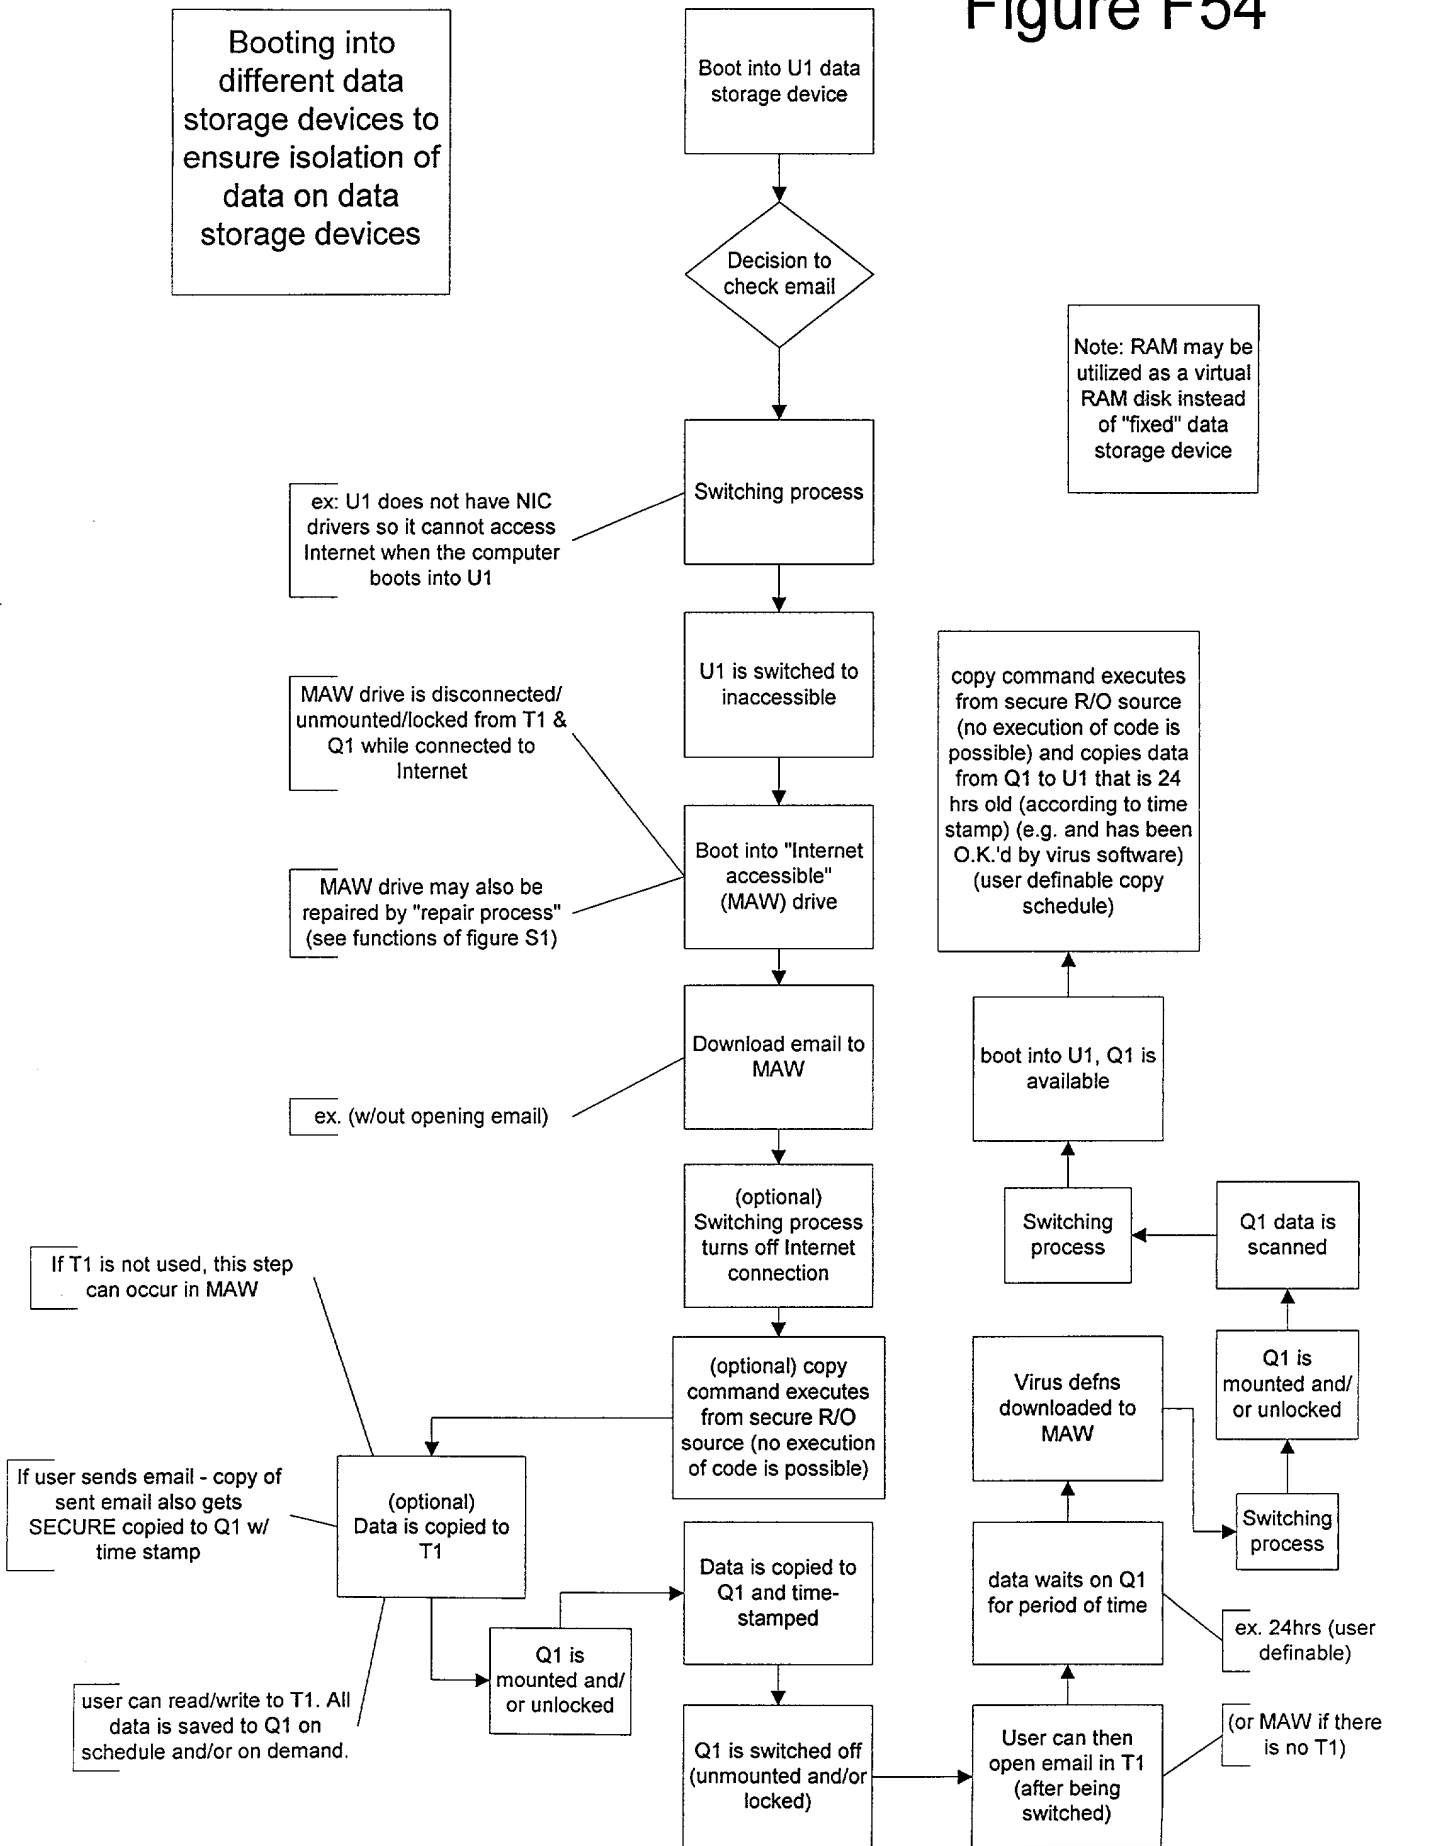 Figure F54
Booting into
different data
storage devices to
ensure isolation of
data on data
storage devices
Boot into U1 data
storage device
Decision to
check email
Note: RAM may be
utilized as a virtual
RAM disk instead
of "fixed" data
storage device
Switching process
ex: U1 does not have NIC
drivers so it cannot access
Internet when the computer
boots into U1
U1 is switched to
inaccessible
MAW drive is disconnected/
unmounted/locked from T1 &
Q1 while connected to
Internet
Boot into "Internet
accessible"
(MAW) drive
MAW drive may also be
repaired by "repair process"
(see functions of figure S1)
Download email to
MAW
ex. (w/out opening email)
(optional)
Switching process
turns off Internet
connection
(optional) copy
command executes
from secure R/O
source (no execution
of code is possible)
If T1 is not used, this step
can occur in MAW
If user sends email - copy of
sent email also gets
SECURE copied to Q1 w/
time stamp
(optional)
Data is copied to
T1
user can read/write to T1. All
data is saved to Q1 on
schedule and/or on demand.
Q1 is
mounted and/
or unlocked
Data is copied to
Q1 and time-
stamped
Q1 is switched off
(unmounted and/or
locked)
User can then
open email in T1
(after being
switched)
(or MAW if there
is no T1)
data waits on Q1
for period of time
ex. 24hrs (user
definable)
Virus defns
downloaded to
MAW
Switching
process
Q1 is
mounted and/
or unlocked
Q1 data is
scanned
Switching
process
boot into U1, Q1 is
available
copy command executes
from secure R/O source
(no execution of code is
possible) and copies data
from Q1 to U1 that is 24
hrs old (according to time
stamp) (e.g. and has been
O.K.'d by virus software)
(user definable copy
schedule)